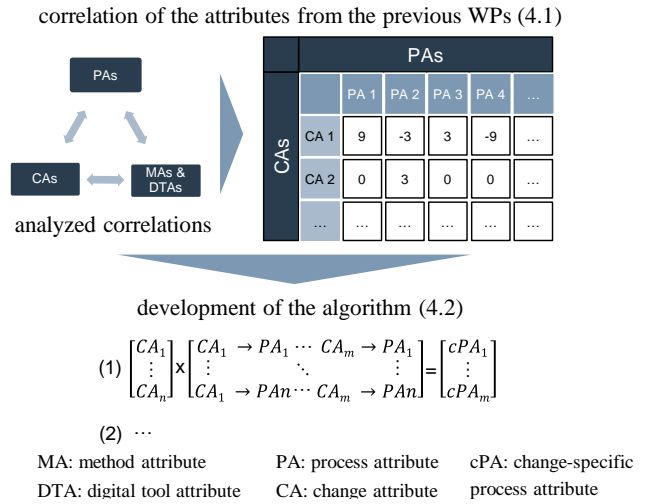 correlation of the attributes from the previous WPs (4.1)
PAs
CAs
MAs &
DTAs
analyzed correlations
PAs
CAs
PA 1 PA 2 PA 3 PA 4 ...
CA 1 9 -3 3 -9 ...
CA 2 0 3 0 0 ...
... ... ... ... ... ...
development of the algorithm (4.2)
(1) [CA₁ ⋮ CAₙ] x [CA₁ → PA₁ ⋯ CAₘ → PA₁ ⋮ ⋱ ⋮ CA₁ → PAn ⋯ CAₘ → PAn] = [cPA₁ ⋮ cPAₘ]
(2) ⋯
MA: method attribute PA: process attribute cPA: change-specific
DTA: digital tool attribute CA: change attribute process attribute